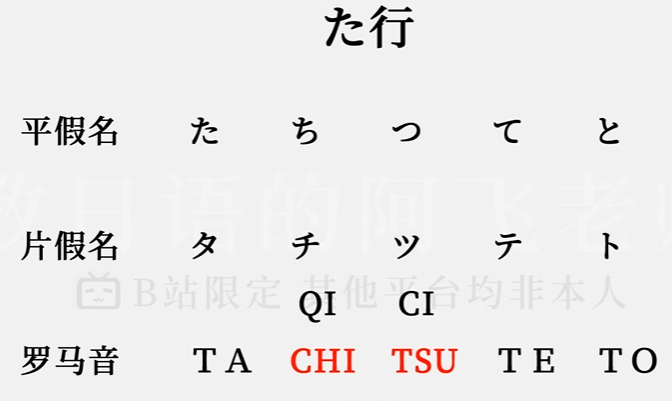 た行
平假名 た ち つ て と
教日语的阿飞老师
片假名 タ チ ツ テ ト
B站限定 其他平台均非本人
QI CI
罗马音 TA CHI TSU TE TO